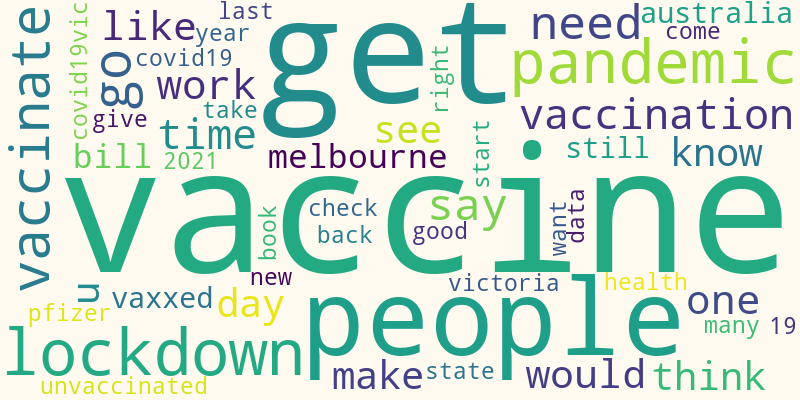 vaccinate
covid19vic
like
last
year
covid19
go
work
give
take
time
bill
2021
get
right
see
melbourne
start
need
australia
come
pandemic
vaccination
still
know
vaccine
book
check
back
say
good
want
data
u
vaxxed
day
new
pfizer
lockdown
unvaccinated
people
victoria
health
one
many
19
make
state
would
think